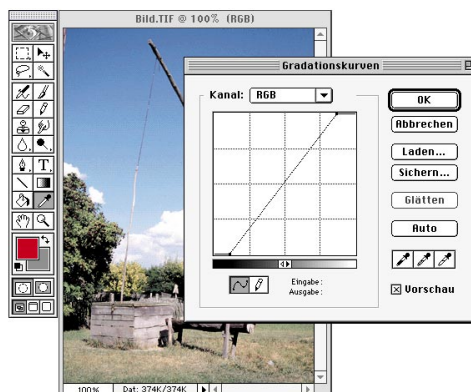 Bild.TIF @ 100% (RGB)
Gradationskurven
Kanal: RGB
OK
Abbrechen
Laden...
Sichern...
Glätten
Auto
Eingabe:
Ausgabe:
Vorschau
T
100% Dat: 374K/374K